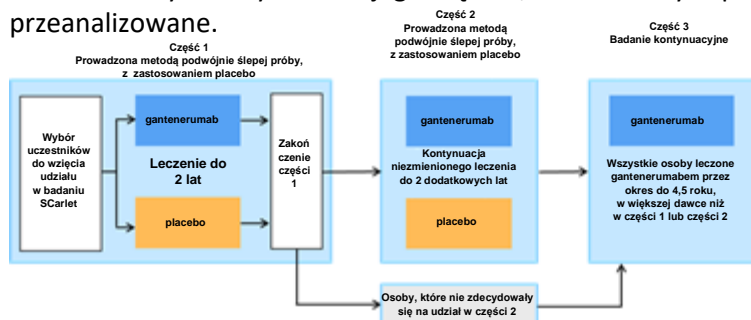 przeanalizowane.
Część 1
Prowadzona metodą podwójnie ślepej próby,
z zastosowaniem placebo
Wybór
uczestników
do wzięcia
udziału
w badaniu
SCarlet
gantenerumab
Leczenie do
2 lat
placebo
Zakoń
czenie
części
1
Część 2
Prowadzona metodą
podwójnie ślepej próby,
z zastosowaniem placebo
gantenerumab
Kontynuacja
niezmienionego leczenia
do 2 dodatkowych lat
placebo
Część 3
Badanie kontynuacyjne
gantenerumab
Wszystkie osoby leczone
gantenerumabem przez
okres do 4,5 roku,
w większej dawce niż
w części 1 lub części 2
Osoby, które nie zdecydowały
się na udział w części 2